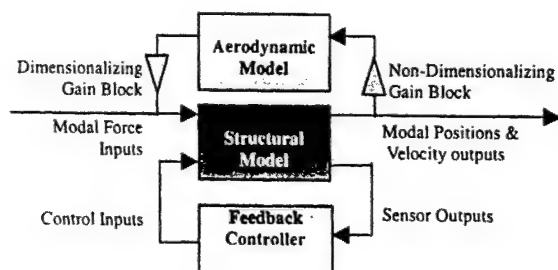 Aerodynamic
Model
Dimensionalizing
Gain Block
Non-Dimensionalizing
Gain Block
Modal Force
Inputs
Structural
Model
Modal Positions &
Velocity outputs
Control Inputs
Feedback
Controller
Sensor Outputs